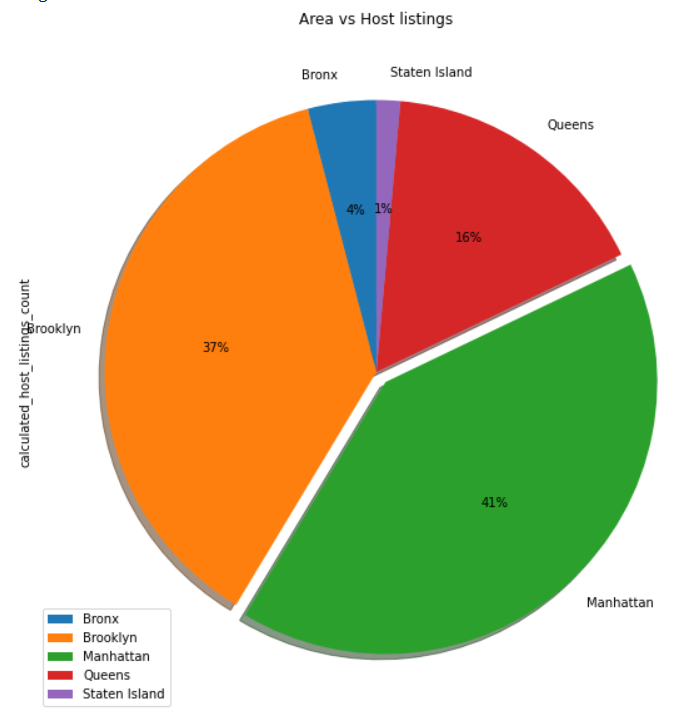 Area vs Host listings
Bronx
Staten Island
Queens
4%
1%
16%
Brooklyn
37%
calculated_host_listings_count
41%
Manhattan
Bronx
Brooklyn
Manhattan
Queens
Staten Island